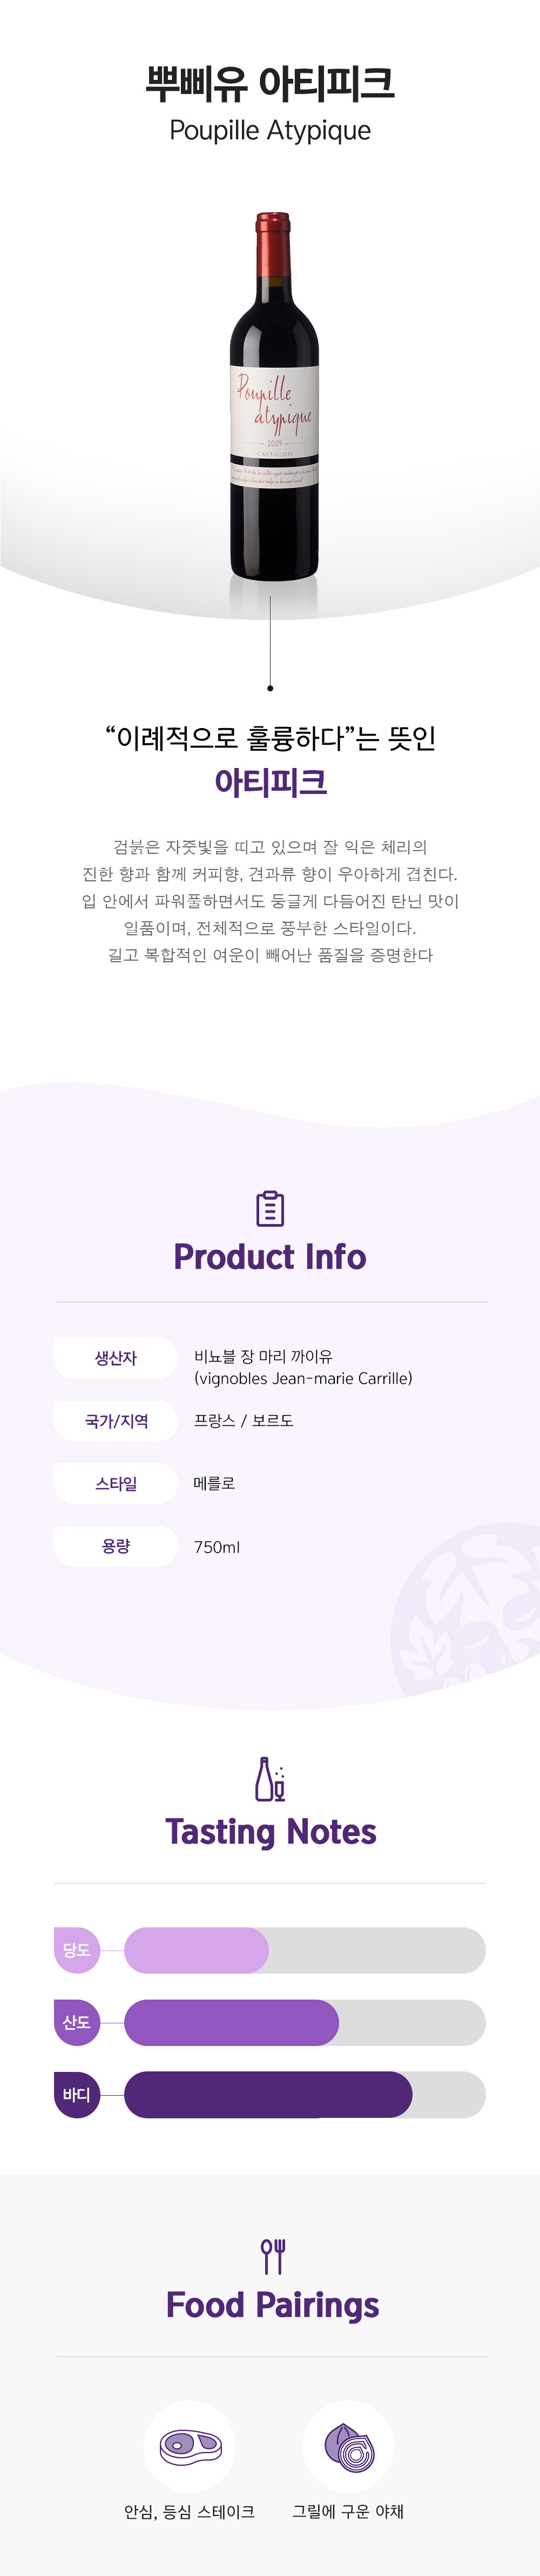 뿌삐유 아티피크
Poupille Atypique
Poupille
atypique
2009
CASTILLON
“이례적으로 훌륭하다”는 뜻인
아티피크
검붉은 자줏빛을 띠고 있으며 잘 익은 체리의
진한 향과 함께 커피향, 견과류 향이 우아하게 겹친다.
입 안에서 파워풀하면서도 둥글게 다듬어진 탄닌 맛이
일품이며, 전체적으로 풍부한 스타일이다.
길고 복합적인 여운이 빼어난 품질을 증명한다
Product Info
생산자 비뇨블 장 마리 까이유
(vignobles Jean-marie Carrille)
국가/지역 프랑스 / 보르도
스타일 메를로
용량 750ml
Tasting Notes
당도
산도
바디
Food Pairings
안심, 등심 스테이크 그릴에 구운 야채